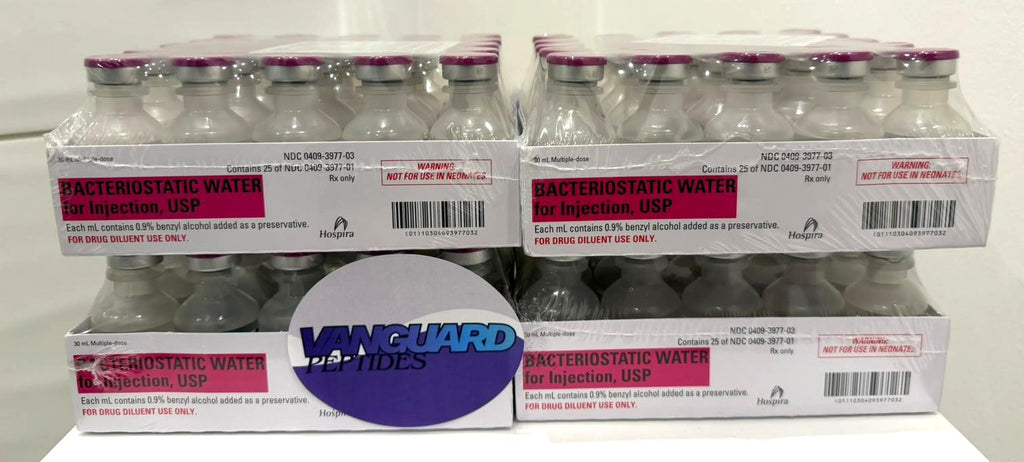 30 mL Multiple-dose
NDC 0409-3977-03
Contains 25 of NDC 0409-3977-01
Rx only
WARNING:
NOT FOR USE IN NEONATES
BACTERIOSTATIC WATER
for Injection, USP
Each mL contains 0.9% benzyl alcohol added as a preservative.
FOR DRUG DILUENT USE ONLY.
Hospira
(01)10304093977032
30 mL Multiple-dose
NDC 0409-3977-03
Contains 25 of NDC 0409-3977-01
Rx only
WARNING:
NOT FOR USE IN NEONATES
BACTERIOSTATIC WATER
for Injection, USP
Each mL contains 0.9% benzyl alcohol added as a preservative.
FOR DRUG DILUENT USE ONLY.
Hospira
(01)10304093977032
30 mL Multiple-dose
BACTERIOSTATIC WATER
for Injection, USP
Each mL contains 0.9% benzyl alcohol added as a
FOR DRUG DILUENT USE ONLY.
VANGUARD
PEPTIDES
30 mL Multiple-dose
NDC 0409-3977-03
Contains 25 of NDC 0409-3977-01
Rx only
WARNING:
NOT FOR USE IN NEONATES
BACTERIOSTATIC WATER
for Injection, USP
Each mL contains 0.9% benzyl alcohol added as a preservative.
FOR DRUG DILUENT USE ONLY.
Hospira
(01)10304093977032